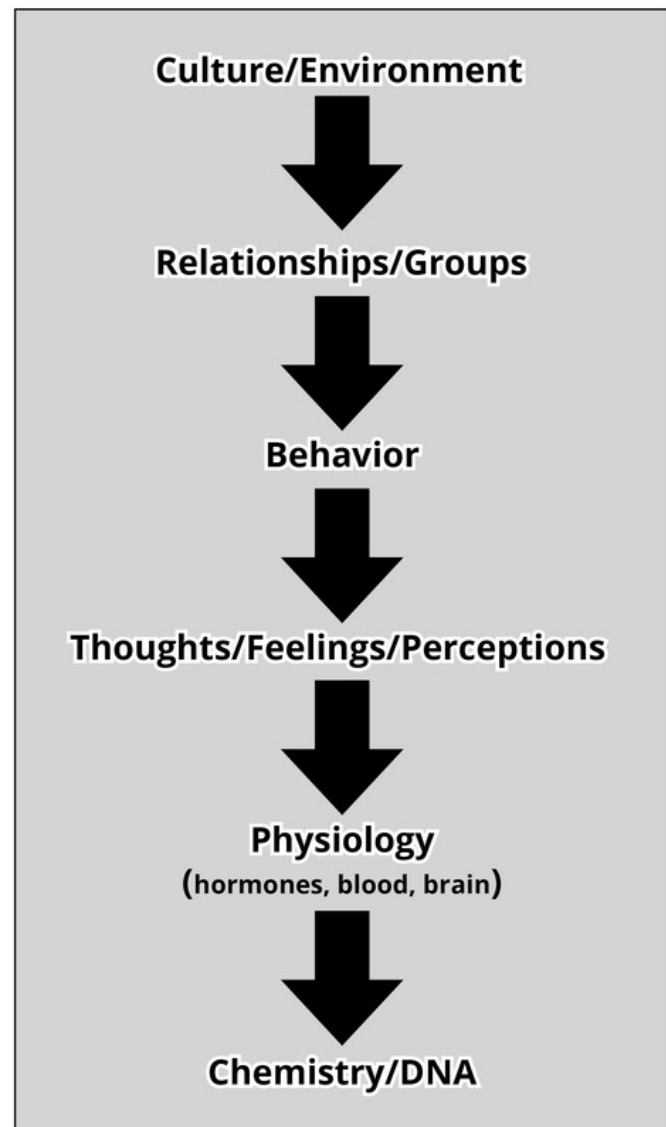 Culture/Environment
Relationships/Groups
Behavior
Thoughts/Feelings/Perceptions
Physiology
(hormones, blood, brain)
Chemistry/DNA